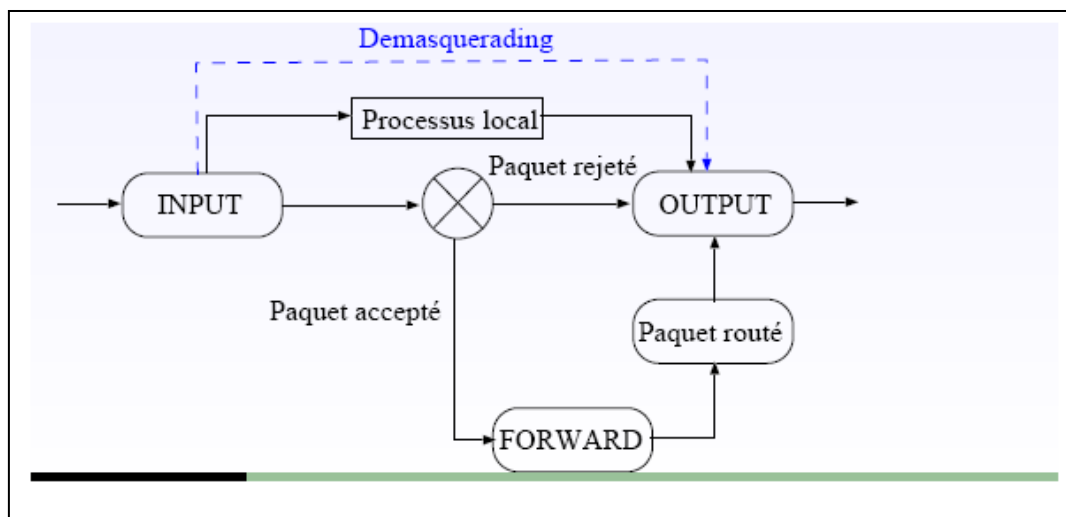 Demasquerading
Processus local
Paquet rejeté
INPUT
OUTPUT
Paquet accepté
Paquet routé
FORWARD